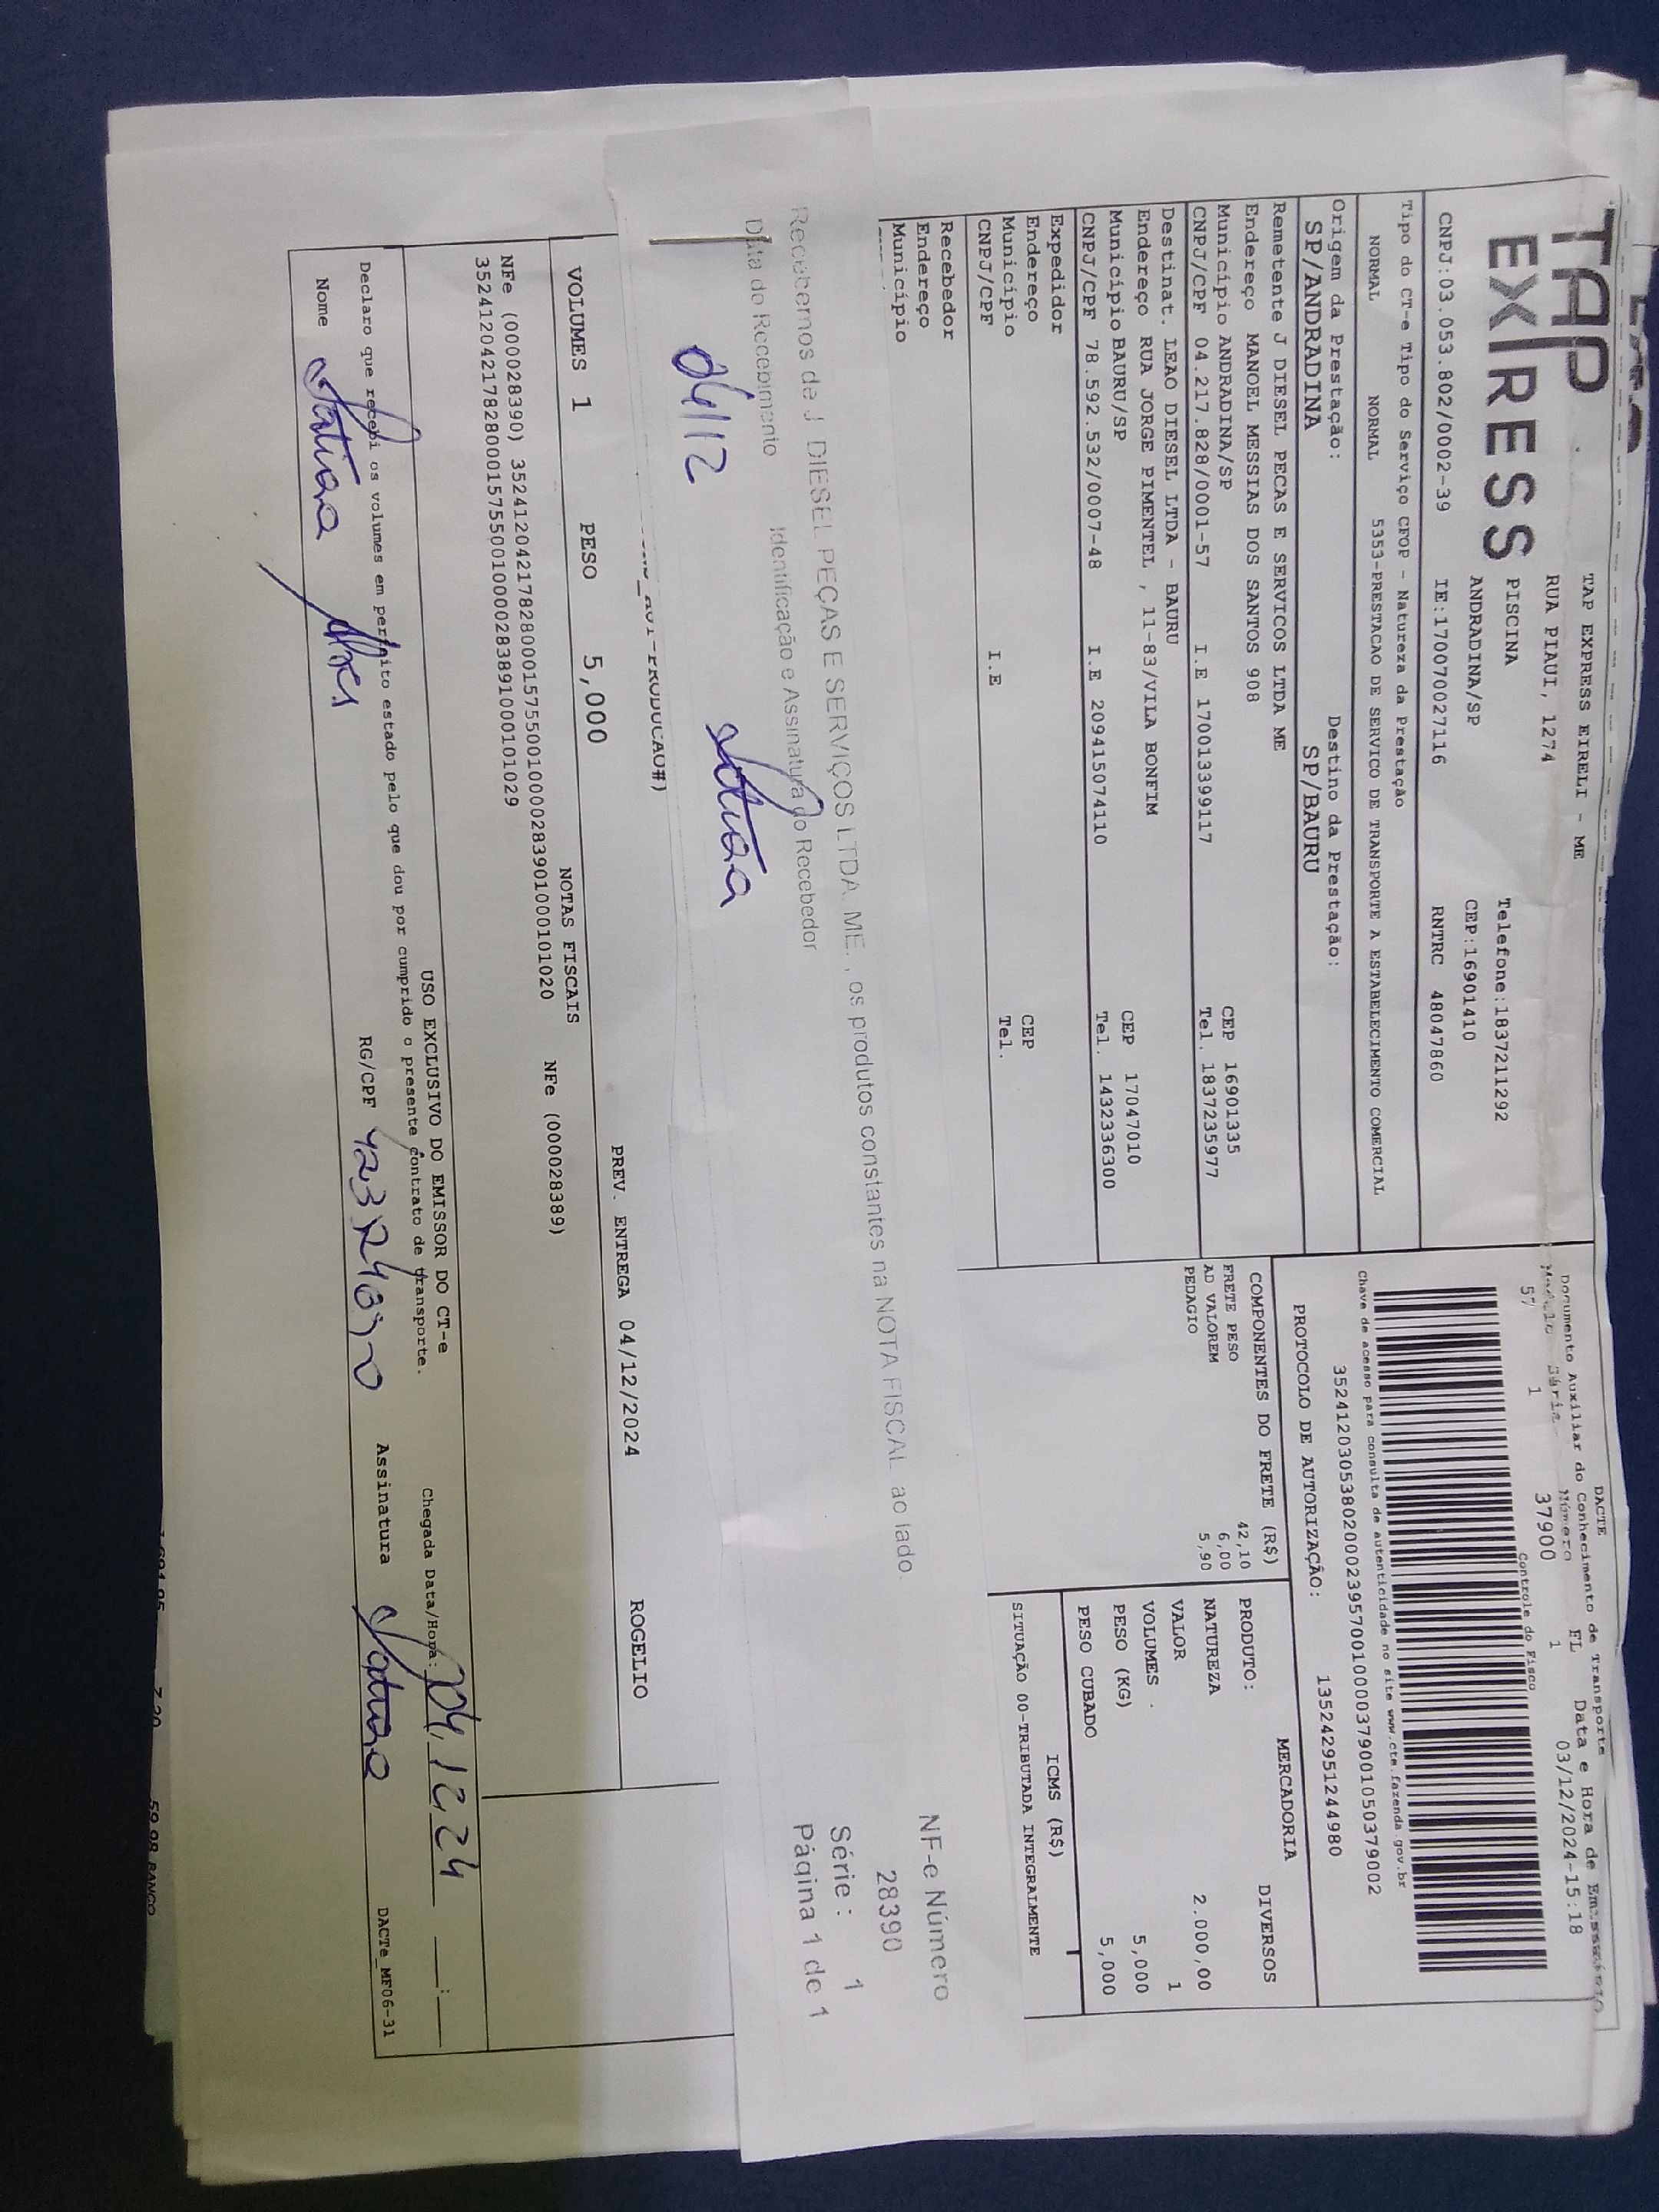 TAP
EXPRESS
TAP EXPRESS EIRELI - ME
RUA PIAUI, 1274
PISCINA
ANDRADINA/SP
Telefone:1837211292
CEP:16901410
CNPJ:03.053.802/0002-39 IE:170070027116 RNTRC 48047860
DACTE
Documento Auxiliar do Conhecimento de Transporte
Número FL Data e Hora de
57 1 37900 1 03/12/2024-15:18
Controle do Fisco
Tipo do CT-e Tipo do Serviço CFOP - Natureza da Prestação
NORMAL NORMAL 5353-PRESTACAO DE SERVICO DE TRANSPORTE A ESTABELECIMENTO COMERCIAL
Chave de acesso para consulta de autenticidade no site www.cte.fazenda.gov.br
35241203053802000239570010000379001050379002
Origem da Prestação: Destino da Prestação:
SP/ANDRADINA SP/BAURU
PROTOCOLO DE AUTORIZAÇÃO: 135242951244980
Remetente J DIESEL PECAS E SERVICOS LTDA ME
Endereço MANOEL MESSIAS DOS SANTOS 908
Município ANDRADINA/SP CEP 16901335
CNPJ/CPF 04.217.828/0001-57 I.E 170013399117 Tel. 1837235977
Destinat. LEAO DIESEL LTDA - BAURU
Endereço RUA JORGE PIMENTEL , 11-83/VILA BONFIM
Município BAURU/SP CEP 17047010
CNPJ/CPF 78.592.532/0007-48 I.E 209415074110 Tel. 1432336300
Expedidor
Endereço
Município CEP
CNPJ/CPF I.E Tel.
Recebedor
Endereço
Município
COMPONENTES DO FRETE (R$)
FRETE PESO 42,10
AD VALOREM 6,00
PEDAGIO 5,90
MERCADORIA
PRODUTO: DIVERSOS
NATUREZA
VALOR 2.000,00
VOLUMES 1
PESO (KG) 5,000
PESO CUBADO 5,000
ICMS (R$)
SITUAÇÃO 00-TRIBUTADA INTEGRALMENTE
Recebemos de J DIESEL PEÇAS E SERVIÇOS LTDA. ME., os produtos constantes na NOTA FISCAL ao lado.
Data do Recebimento Identificação e Assinatura do Recebedor
04/12 Tatiana
NF-e Número
28390
Série : 1
Página 1 de 1
PRODUCAO#)
PREV. ENTREGA 04/12/2024 ROGELIO
VOLUMES 1 PESO 5,000
NOTAS FISCAIS
NFe (000028390) 35241204217828000157550010000283901000101020 NFe (000028389)
35241204217828000157550010000283891000101029
USO EXCLUSIVO DO EMISSOR DO CT-e
Declaro que recebi os volumes em perfeito estado pelo que dou por cumprido o presente contrato de transporte.
Chegada Data/Hora: 04 12 24 __:__
Nome Tatiana Alves RG/CPF Assinatura Tatiana
DACTe_MF06-31